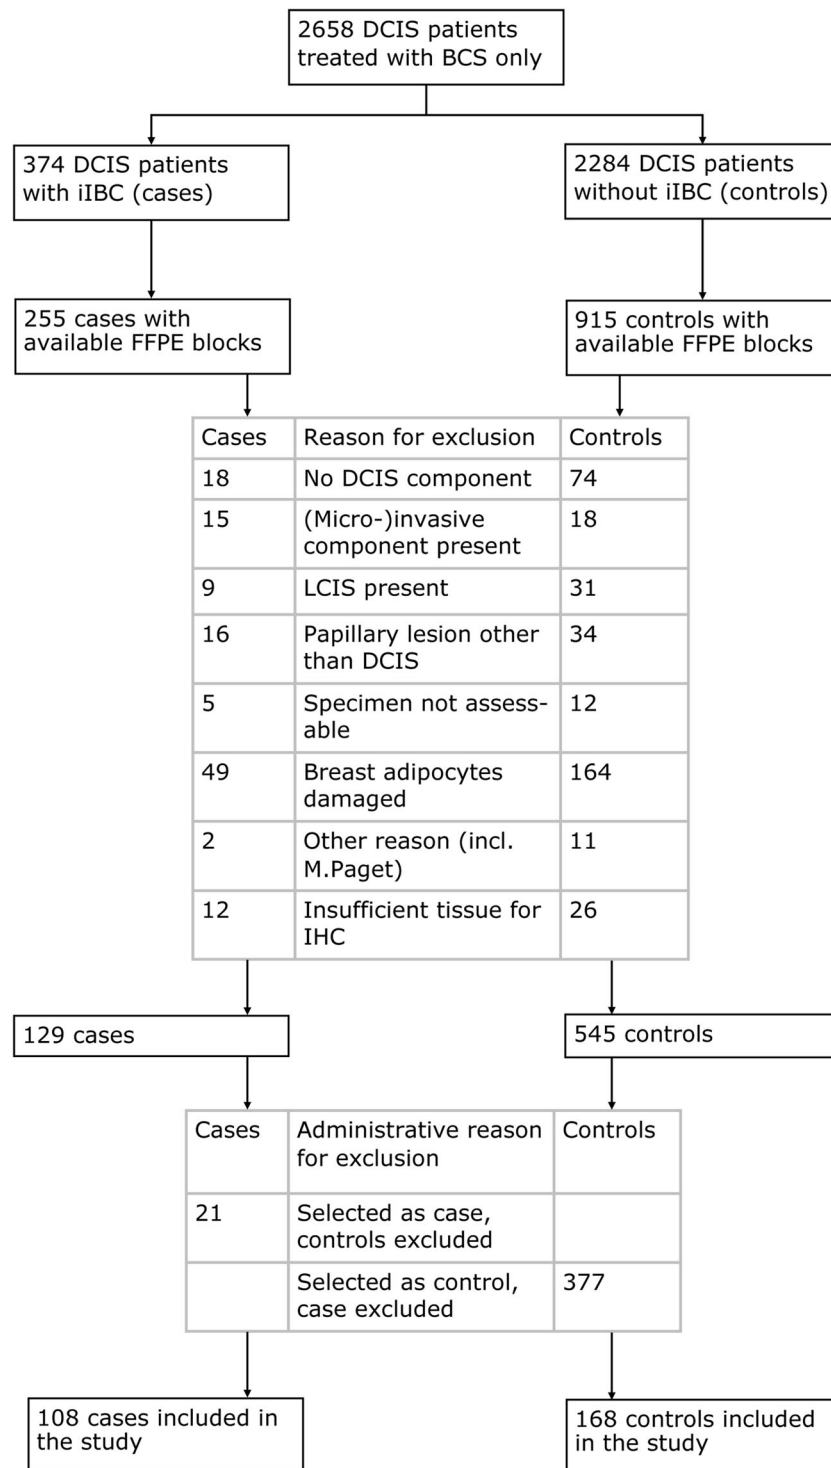 2658 DCIS patients
treated with BCS only
374 DCIS patients
with iIBC (cases)
2284 DCIS patients
without iIBC (controls)
255 cases with
available FFPE blocks
915 controls with
available FFPE blocks
Cases Reason for exclusion Controls
18 No DCIS component 74
15 (Micro-)invasive 18
component present
9 LCIS present 31
16 Papillary lesion other 34
than DCIS
5 Specimen not assess- 12
able
49 Breast adipocytes 164
damaged
2 Other reason (incl. 11
M.Paget)
12 Insufficient tissue for 26
IHC
129 cases
545 controls
Cases Administrative reason Controls
for exclusion
21 Selected as case,
controls excluded
Selected as control, 377
case excluded
108 cases included in
the study
168 controls included
in the study